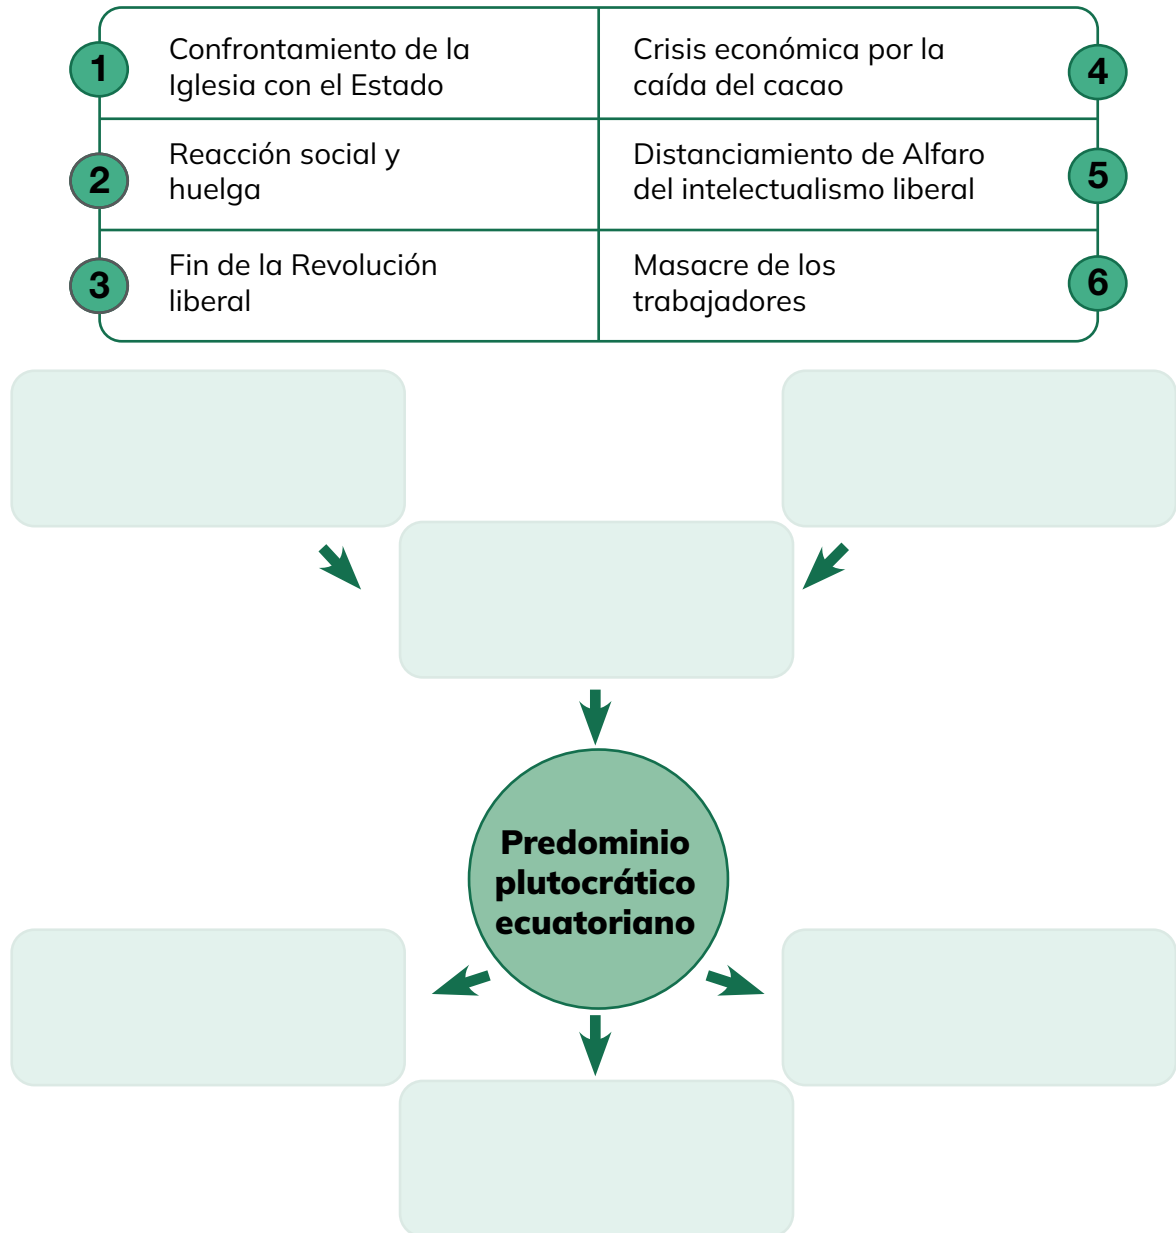 1
Confrontamiento de la
Iglesia con el Estado
Crisis económica por la
caída del cacao
4
2
Reacción social y
huelga
Distanciamiento de Alfaro
del intelectualismo liberal
5
3
Fin de la Revolución
liberal
Masacre de los
trabajadores
6
Predominio
plutocrático
ecuatoriano